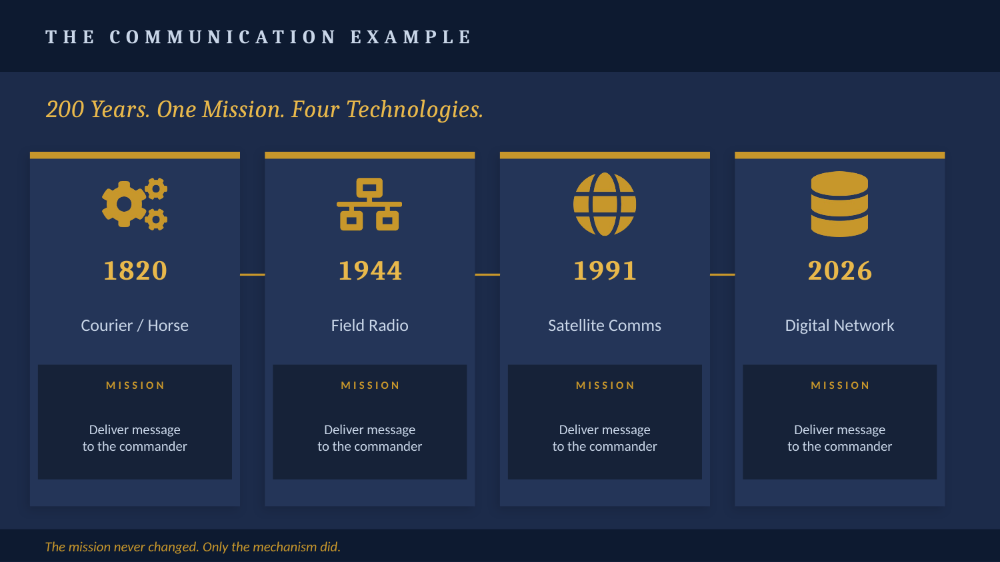 THE COMMUNICATION EXAMPLE
200 Years. One Mission. Four Technologies.
1820
Courier / Horse
MISSION
Deliver message
to the commander
1944
Field Radio
MISSION
Deliver message
to the commander
1991
Satellite Comms
MISSION
Deliver message
to the commander
2026
Digital Network
MISSION
Deliver message
to the commander
The mission never changed. Only the mechanism did.